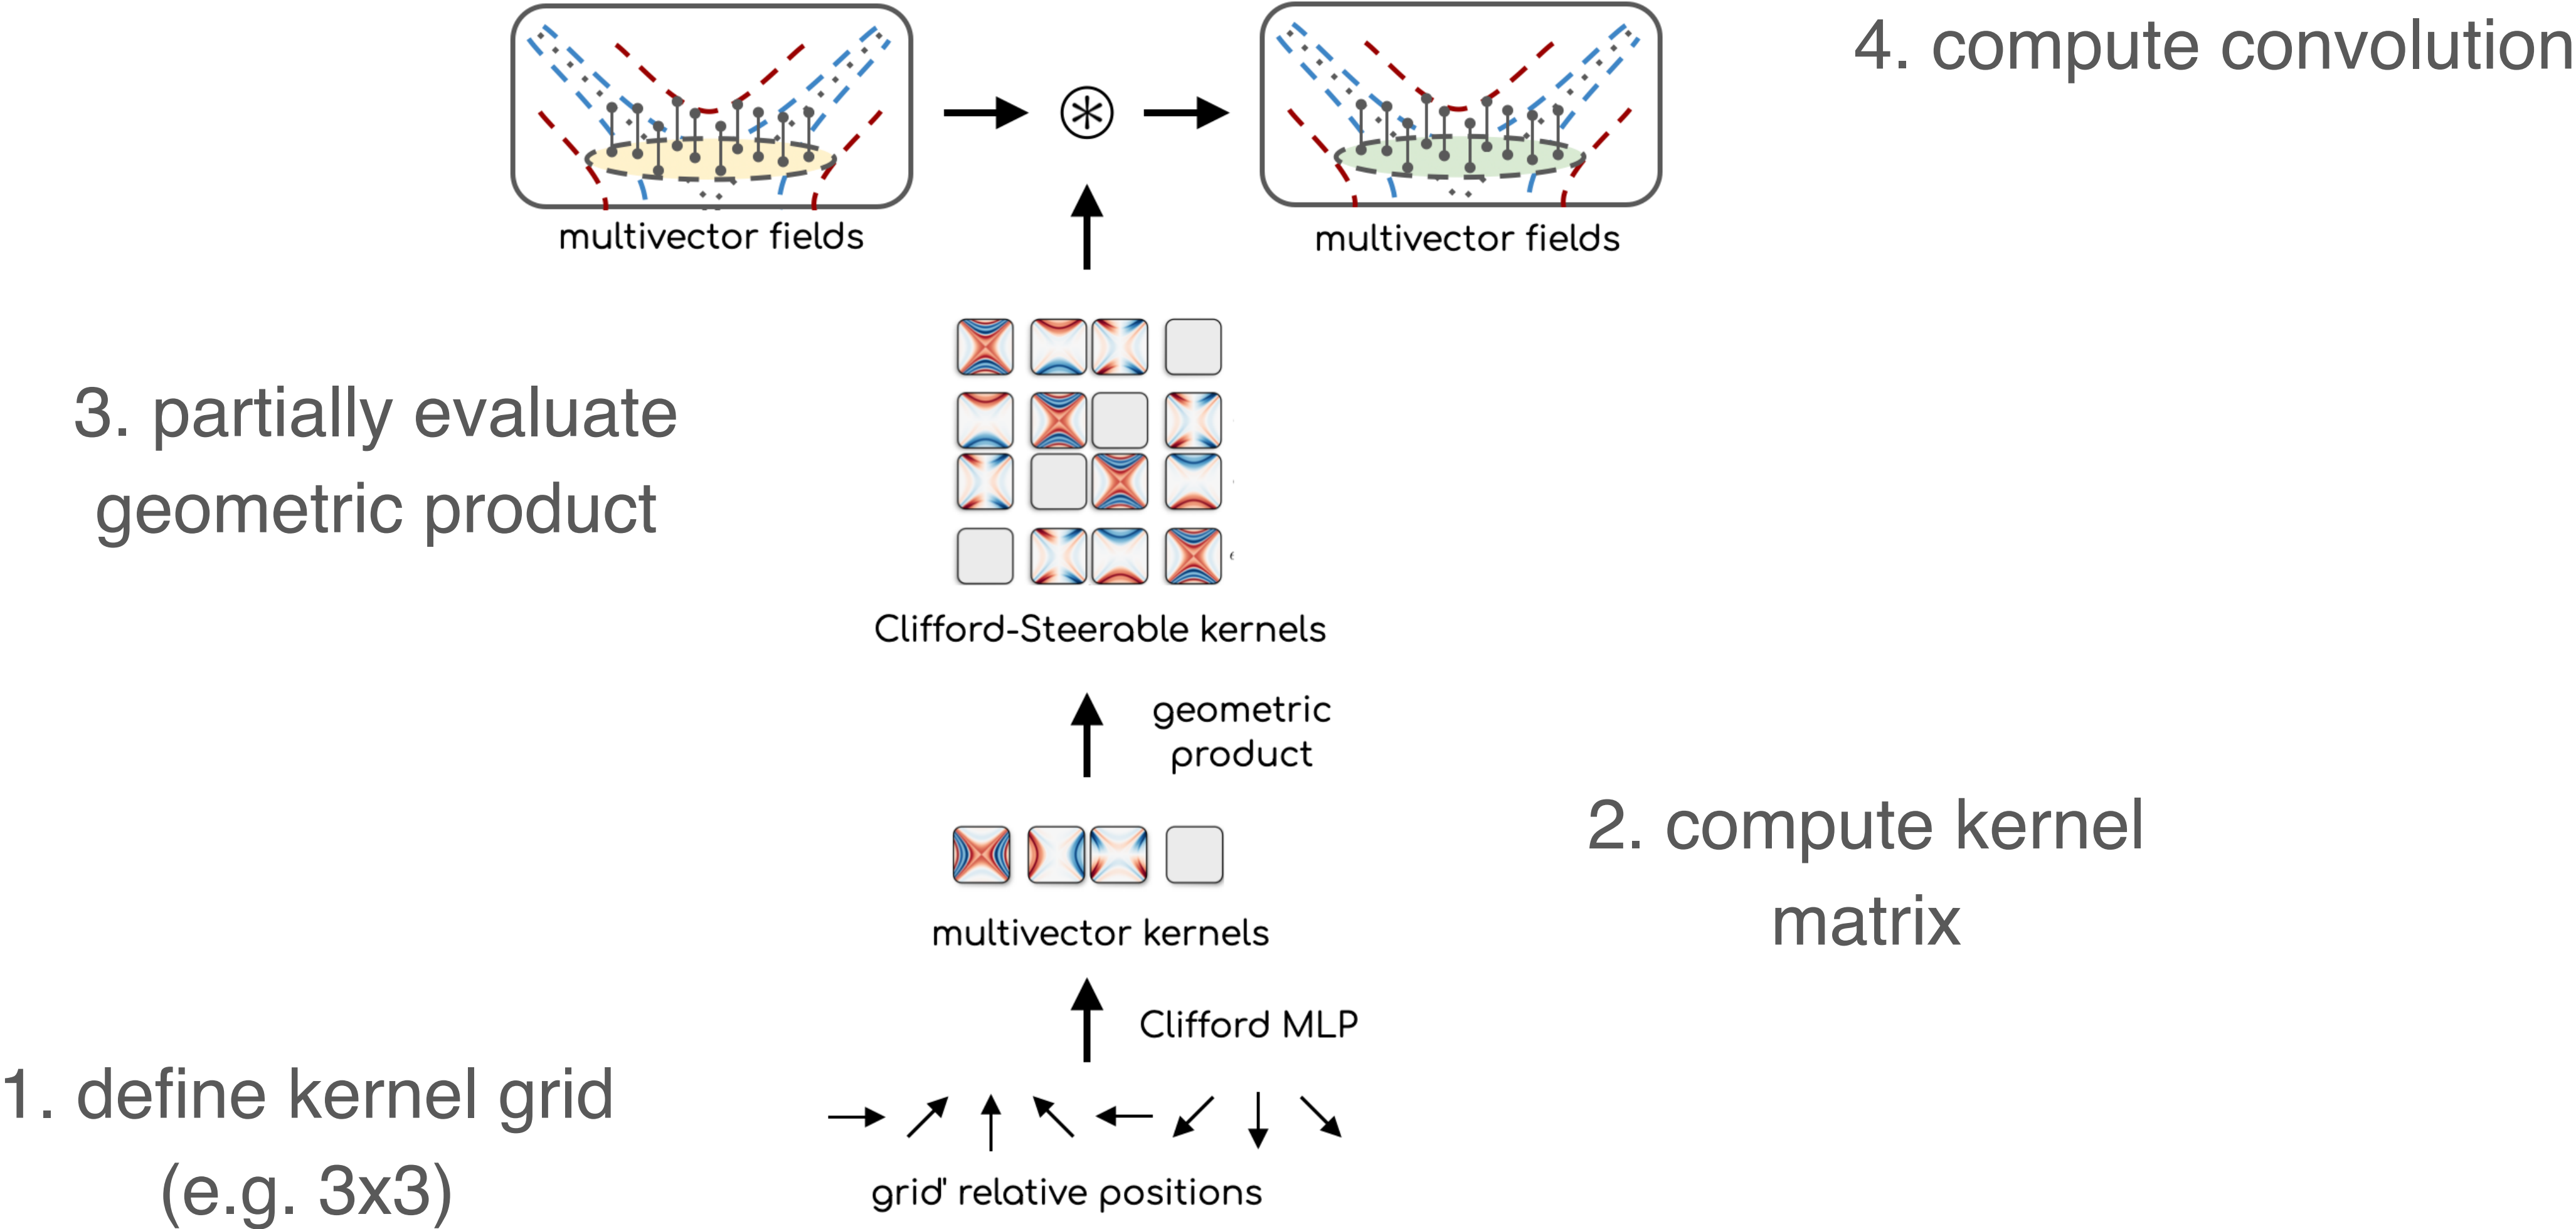 4. compute convolution
multivector fields
multivector fields
3. partially evaluate
geometric product
Clifford-Steerable kernels
geometric
product
2. compute kernel
matrix
multivector kernels
Clifford MLP
1. define kernel grid
(e.g. 3x3)
grid' relative positions